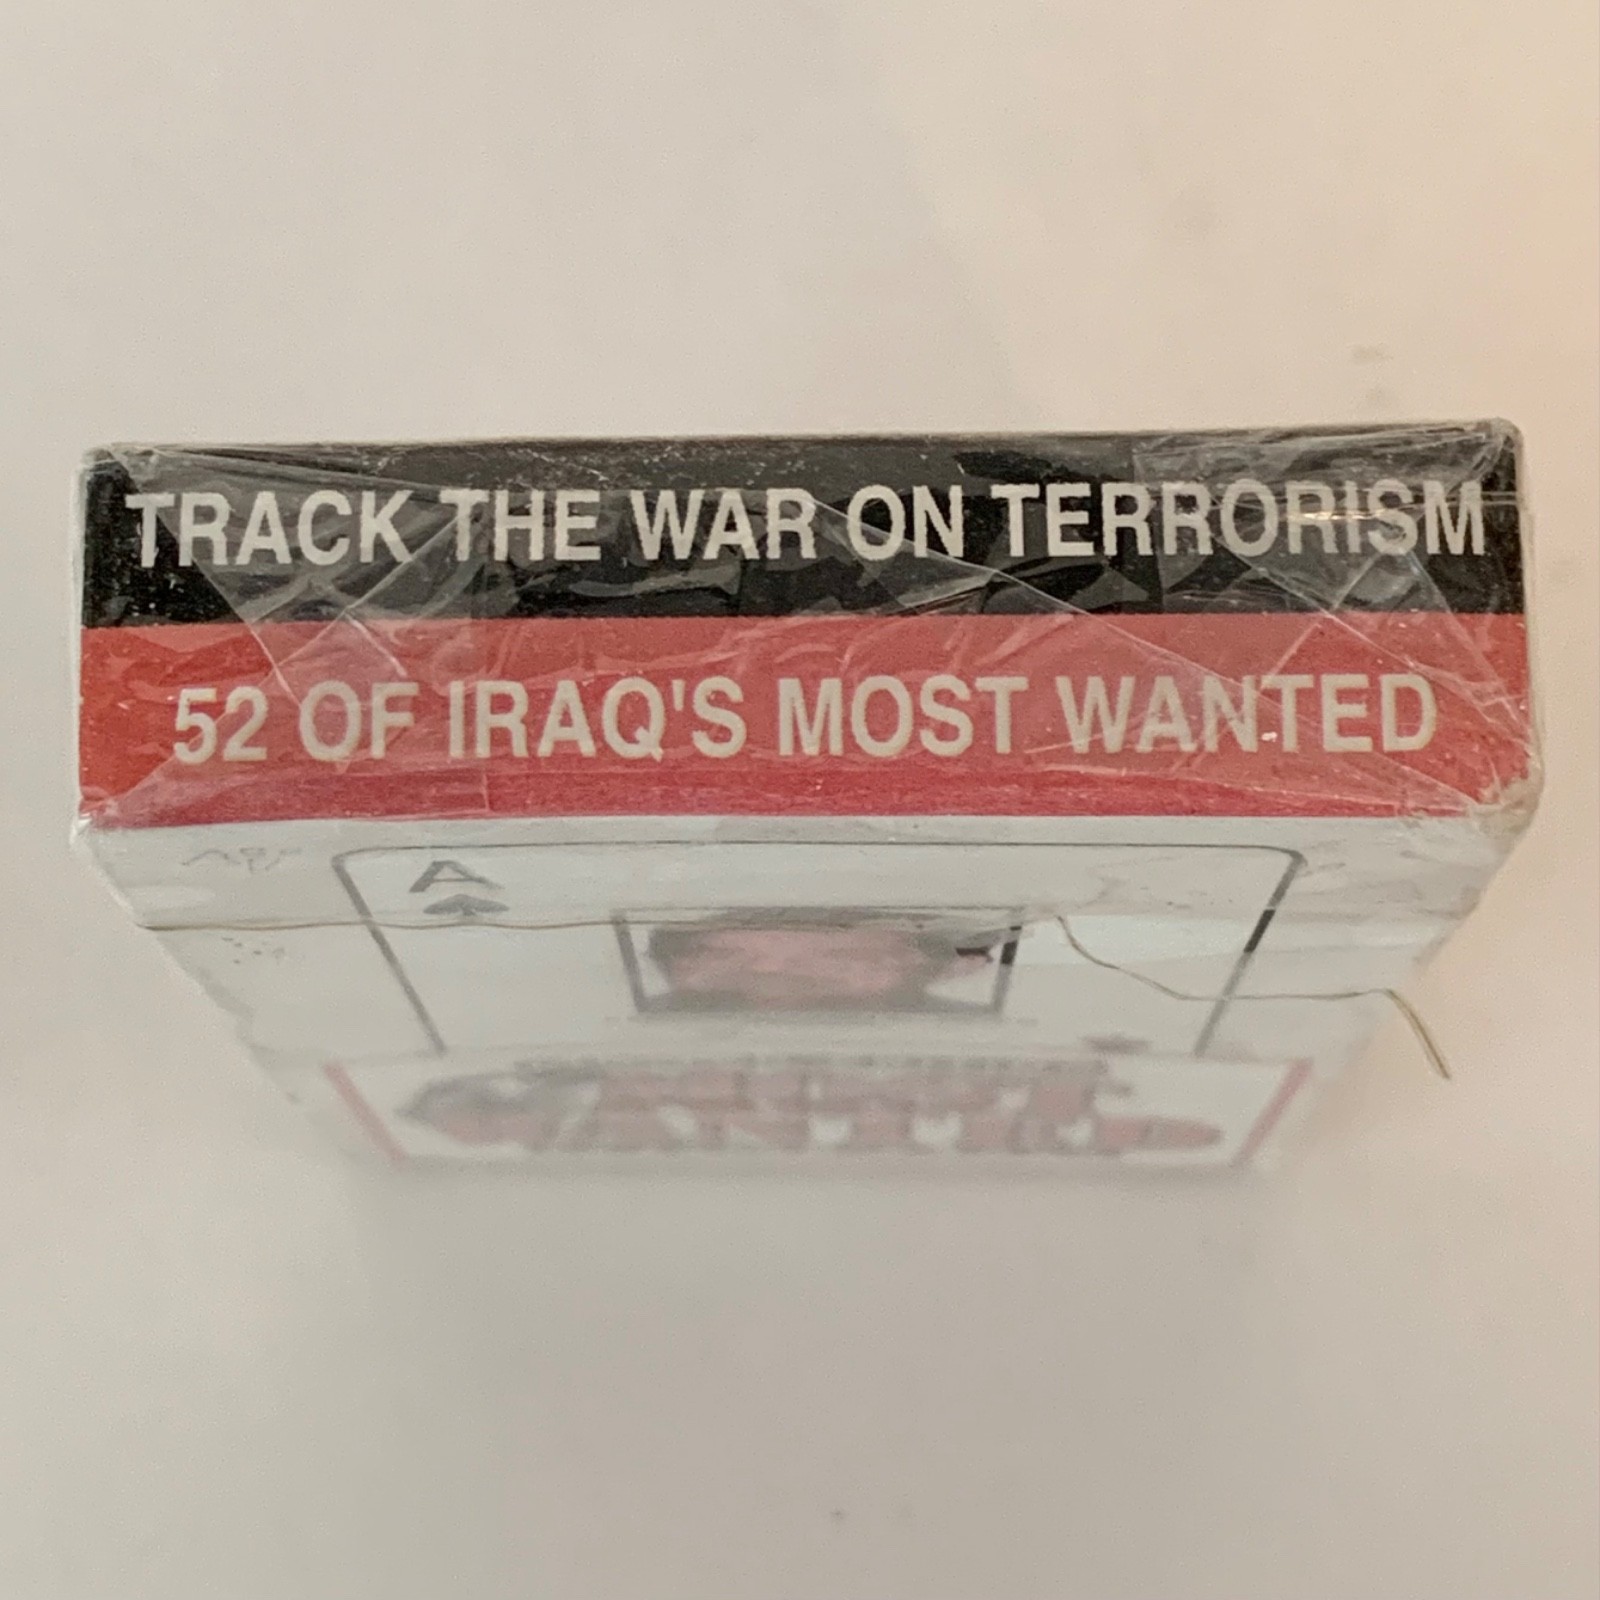 TRACK THE WAR ON TERRORISM
52 OF IRAQ'S MOST WANTED
A